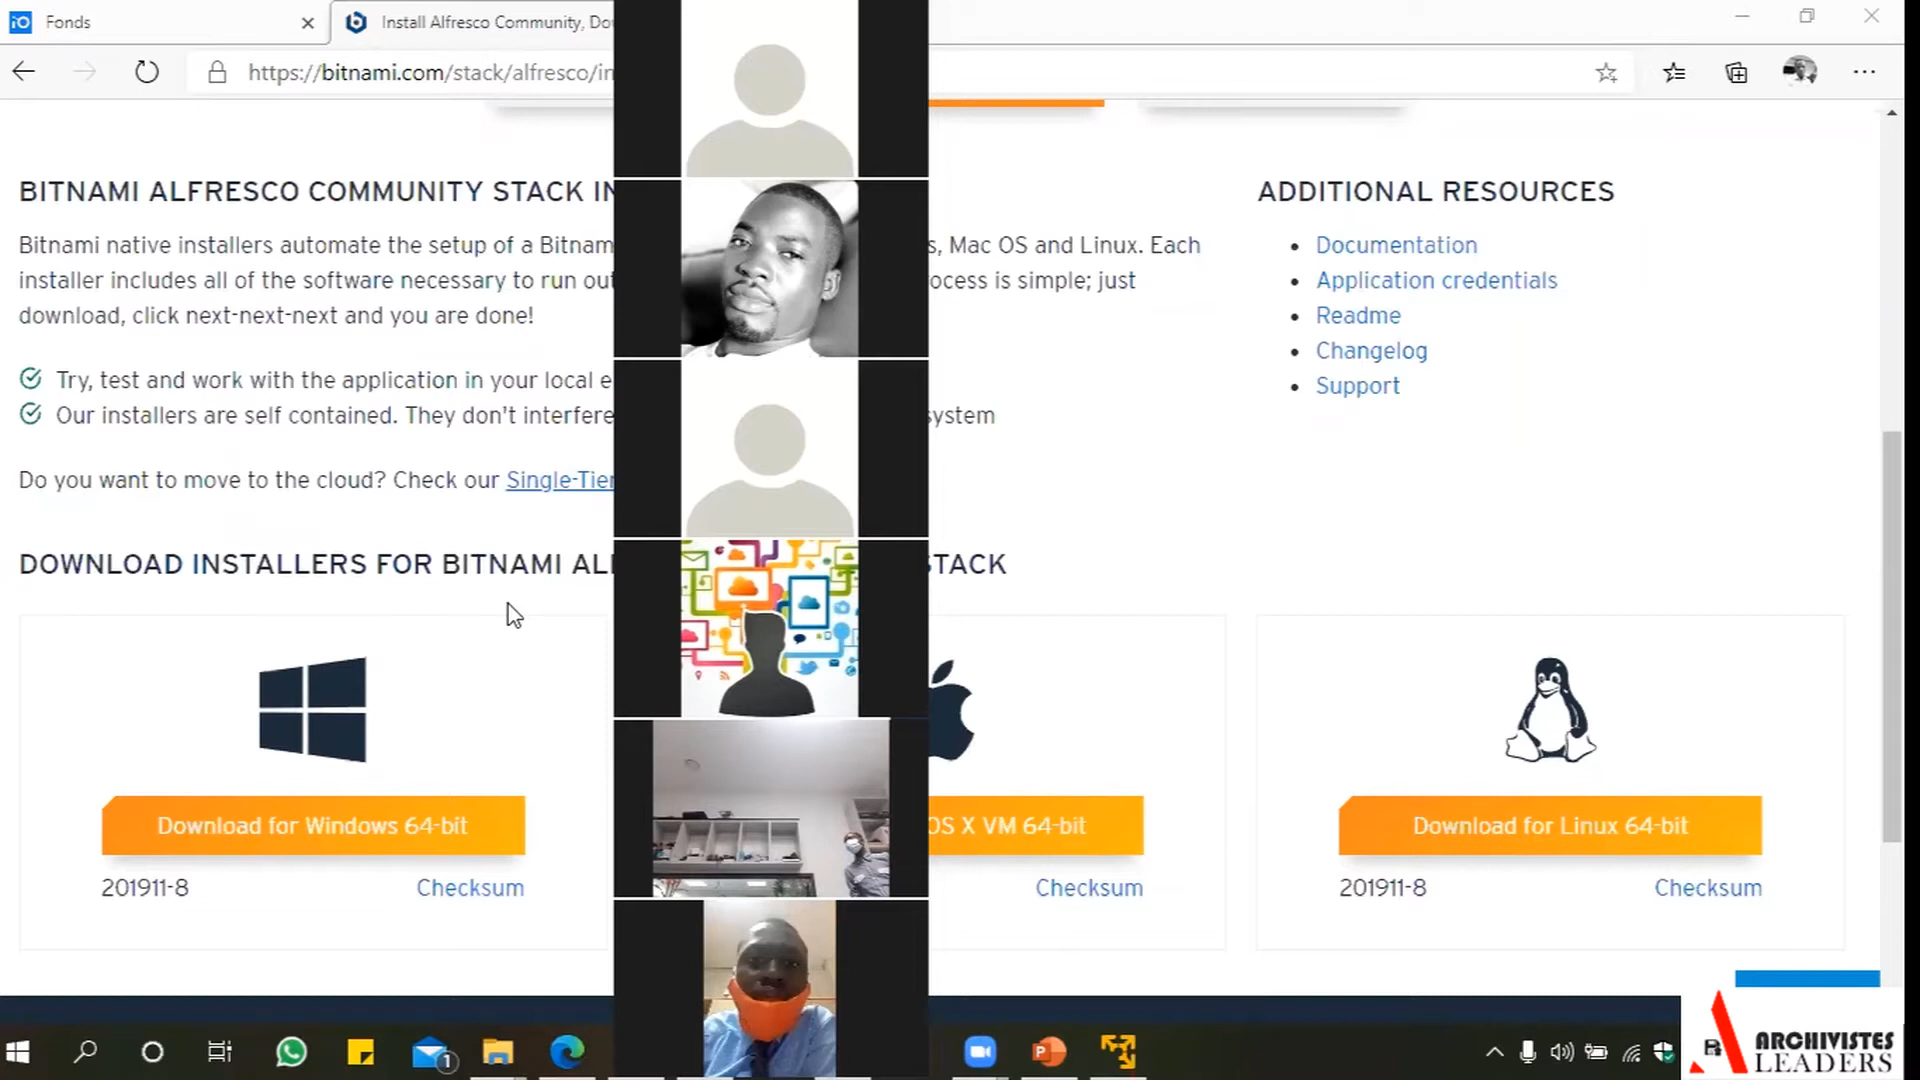 Fonds
Install Alfresco Community, Do
https://bitnami.com/stack/alfresco/in
BITNAMI ALFRESCO COMMUNITY STACK IN
Bitnami native installers automate the setup of a Bitnam s, Mac OS and Linux. Each
installer includes all of the software necessary to run out ocess is simple; just
download, click next-next-next and you are done!
Try, test and work with the application in your local e
Our installers are self contained. They don't interfere system
Do you want to move to the cloud? Check our Single-Tier
ADDITIONAL RESOURCES
Documentation
Application credentials
Readme
Changelog
Support
DOWNLOAD INSTALLERS FOR BITNAMI AL STACK
Download for Windows 64-bit
201911-8 Checksum
OS X VM 64-bit
Checksum
Download for Linux 64-bit
201911-8 Checksum
1
ARCHIVISTES
LEADERS